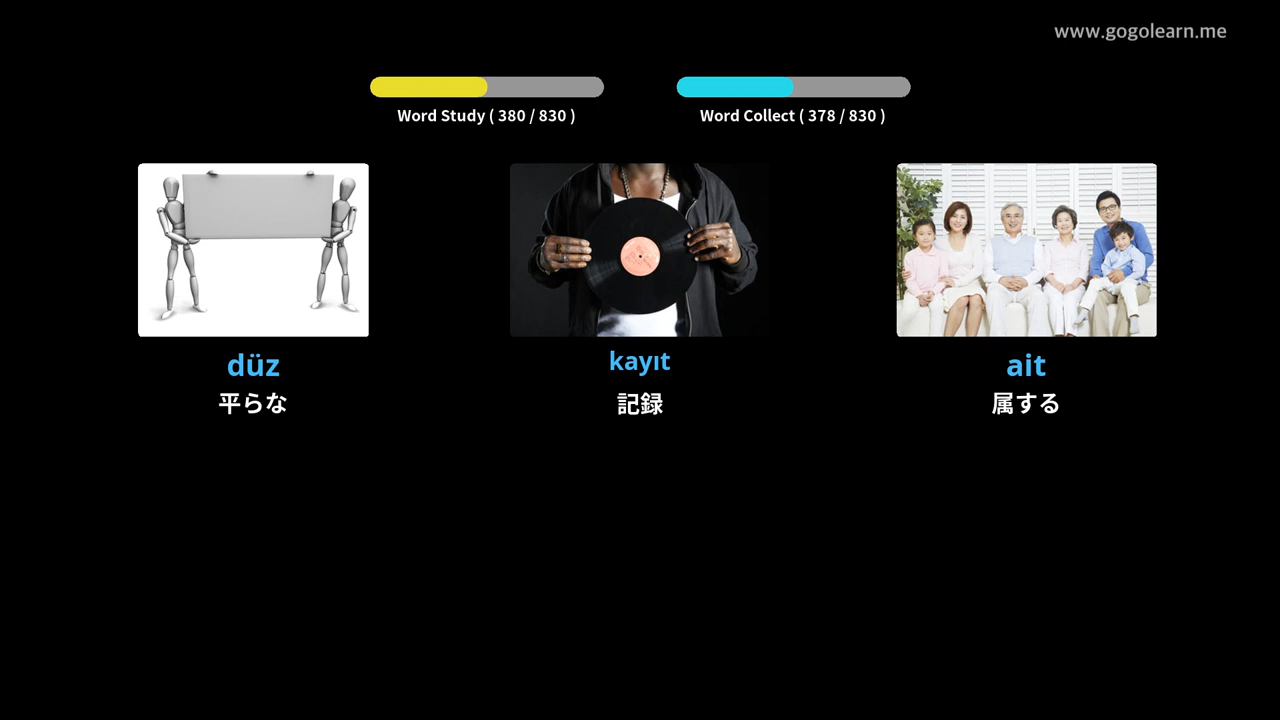 www.gogolearn.me
Word Study ( 380 / 830 )
Word Collect ( 378 / 830 )
düz
kayıt
ait
平らな
記録
属する